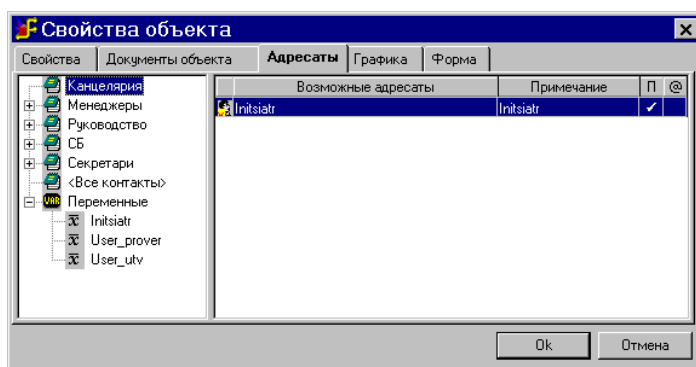 Свойства объекта
Свойства Документы объекта Адресаты Графика Форма
Канцелярия
Менеджеры
Руководство
СБ
Секретари
<Все контакты>
VAR Переменные
x Initsiatr
x User_prover
x User_utv
Возможные адресаты Примечание П @
Initsiatr Initsiatr ✓
Ok Отмена